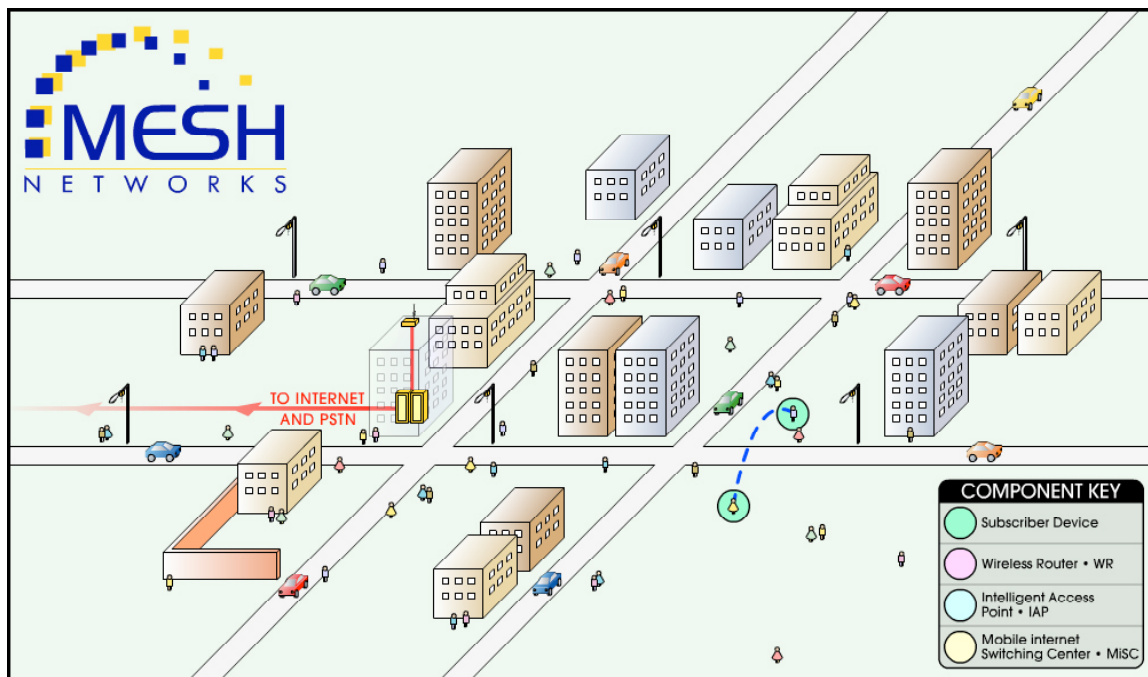 MESH
NETWORKS
TO INTERNET
AND PSTN
COMPONENT KEY
Subscriber Device
Wireless Router • WR
Intelligent Access
Point • IAP
Mobile internet
Switching Center • MiSC